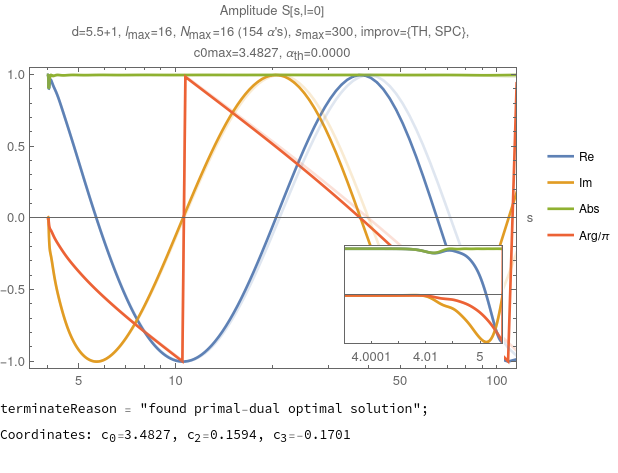 Amplitude S[s,l=0]
d=5.5+1, lmax=16, Nmax=16 (154 α's), smax=300, improv={TH, SPC},
c0max=3.4827, αth=0.0000
1.0
0.5
0.0
-0.5
-1.0
5
10
50
100
s
4.0001
4.01
5
Re
Im
Abs
Arg/π
terminateReason = "found primal-dual optimal solution";
Coordinates: c0=3.4827, c2=0.1594, c3=-0.1701